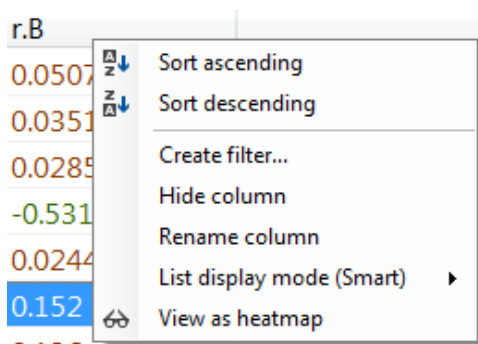 r.B
0.0507
Sort ascending
0.0351
Sort descending
0.0285
Create filter...
Hide column
-0.531
Rename column
0.0244
List display mode (Smart)
0.152
View as heatmap